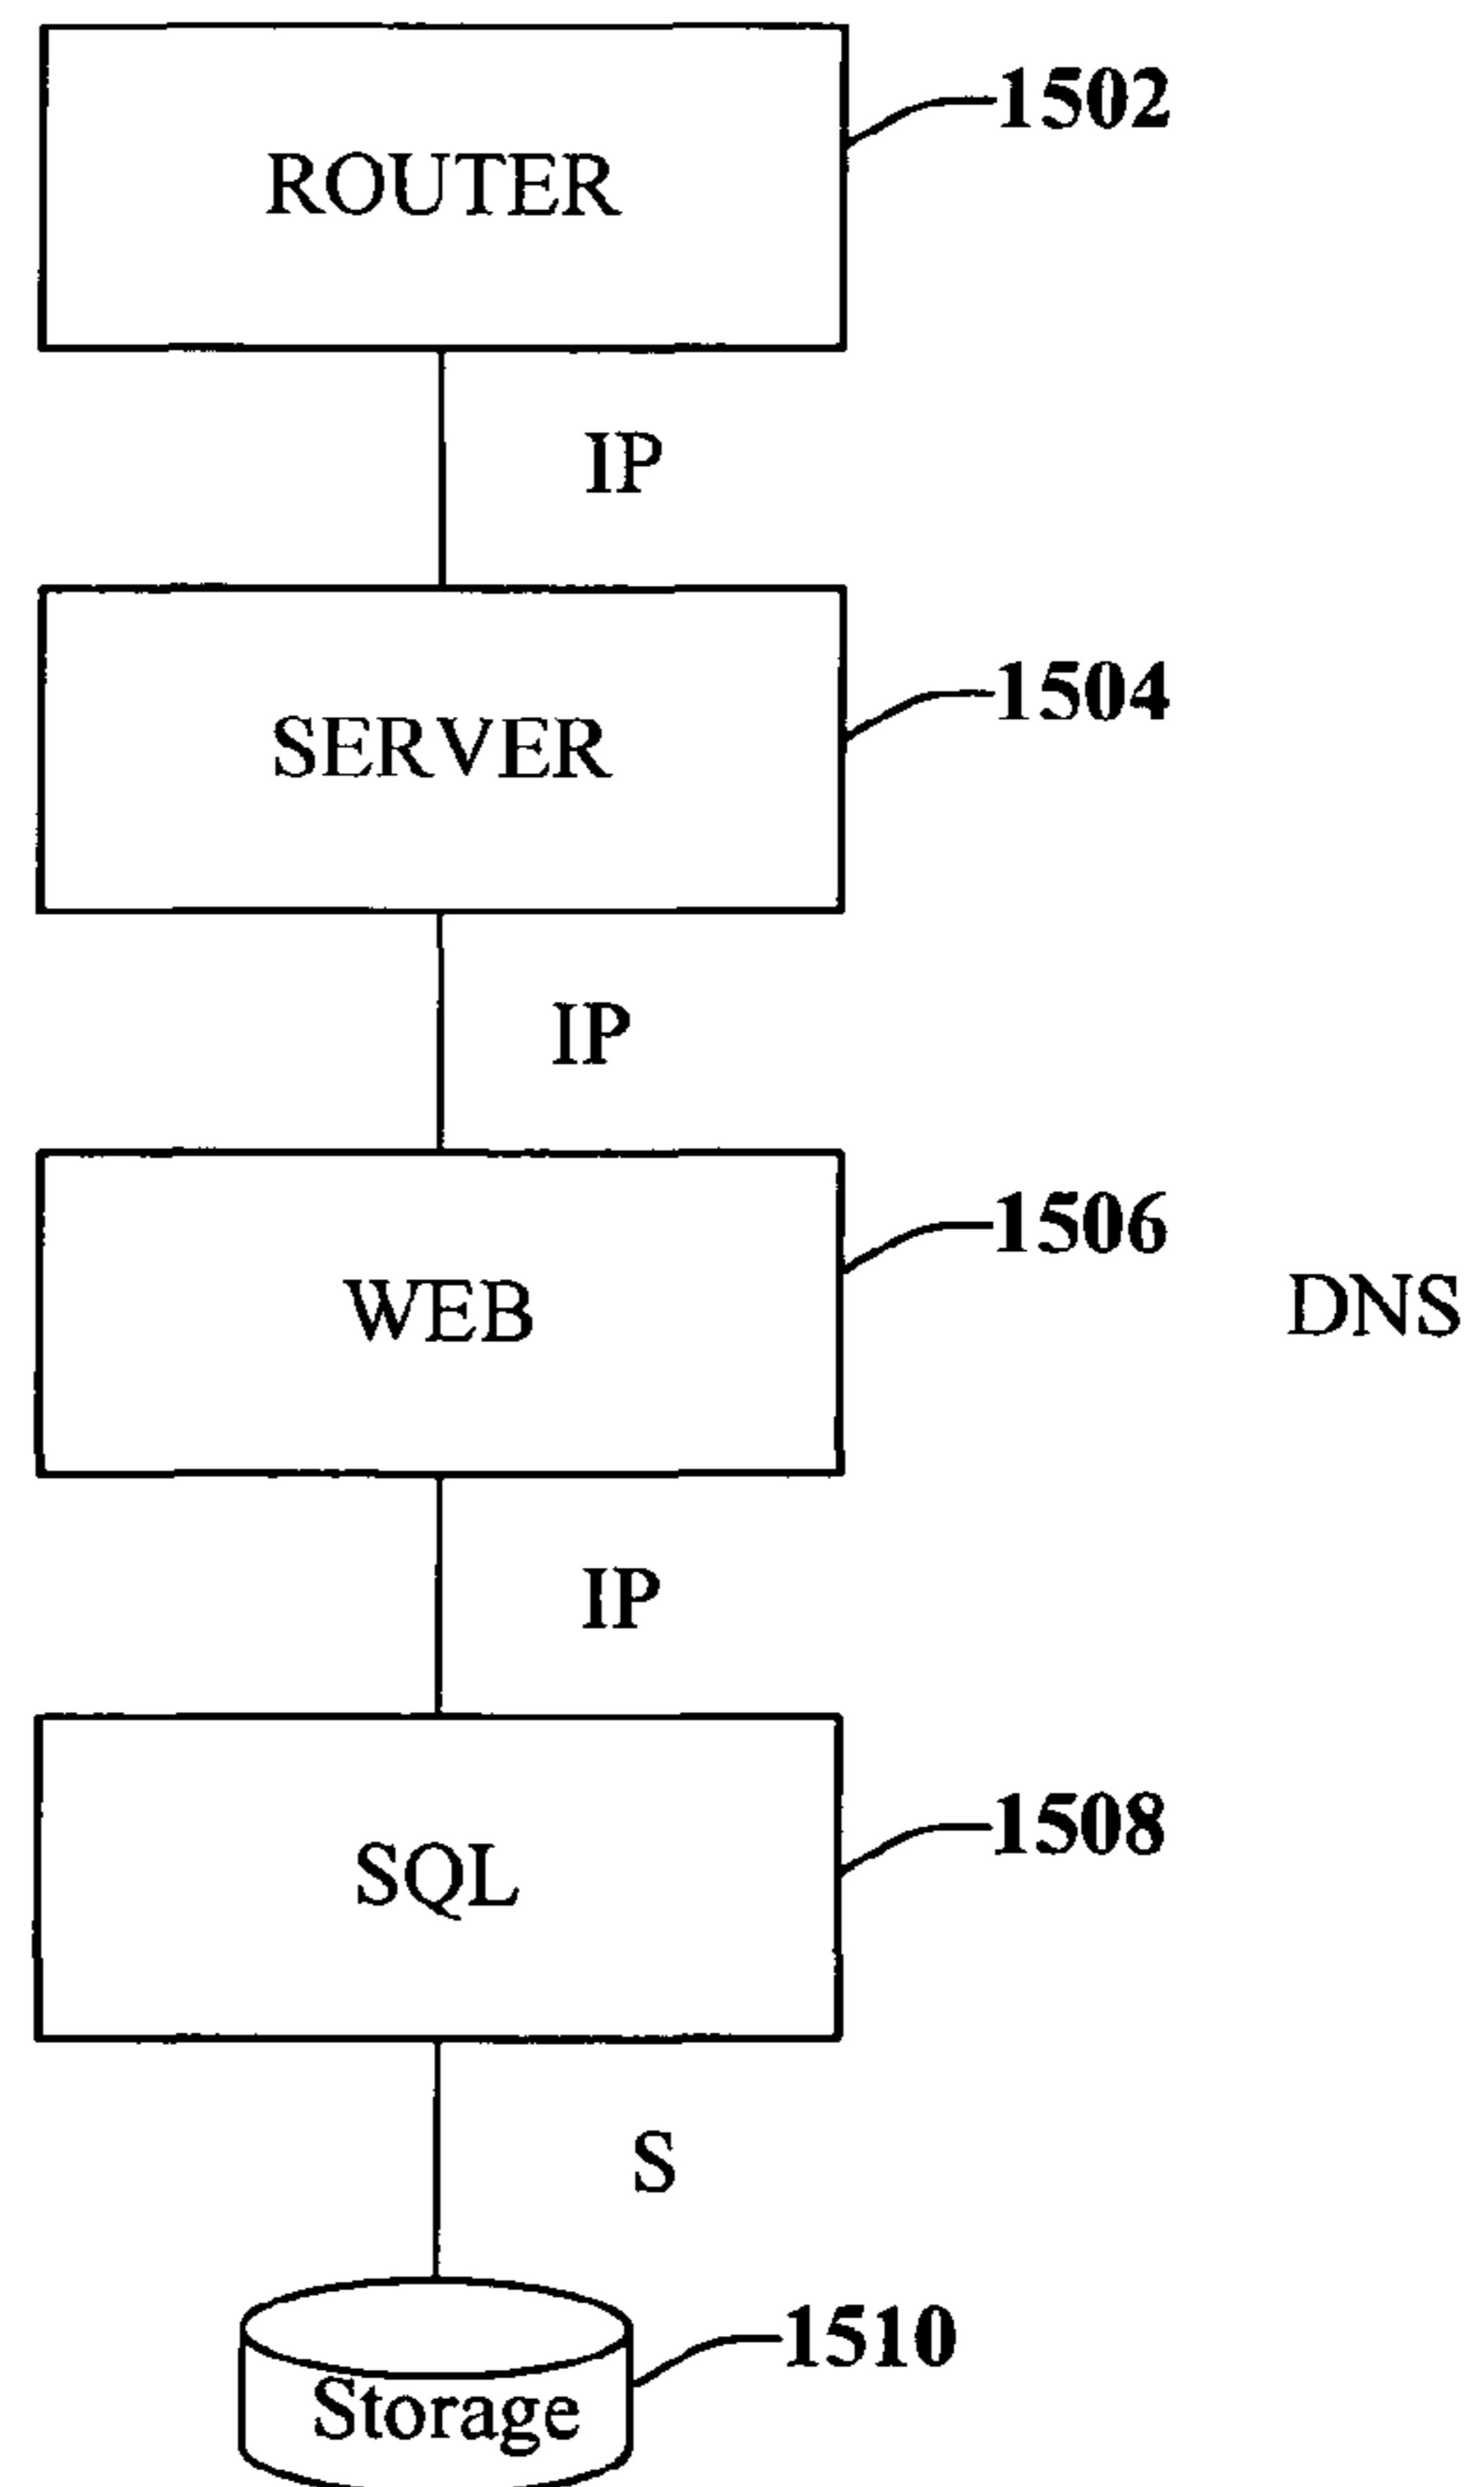 1502
ROUTER
IP
1504
SERVER
IP
1506
WEB
DNS
IP
1508
SQL
S
1510
Storage